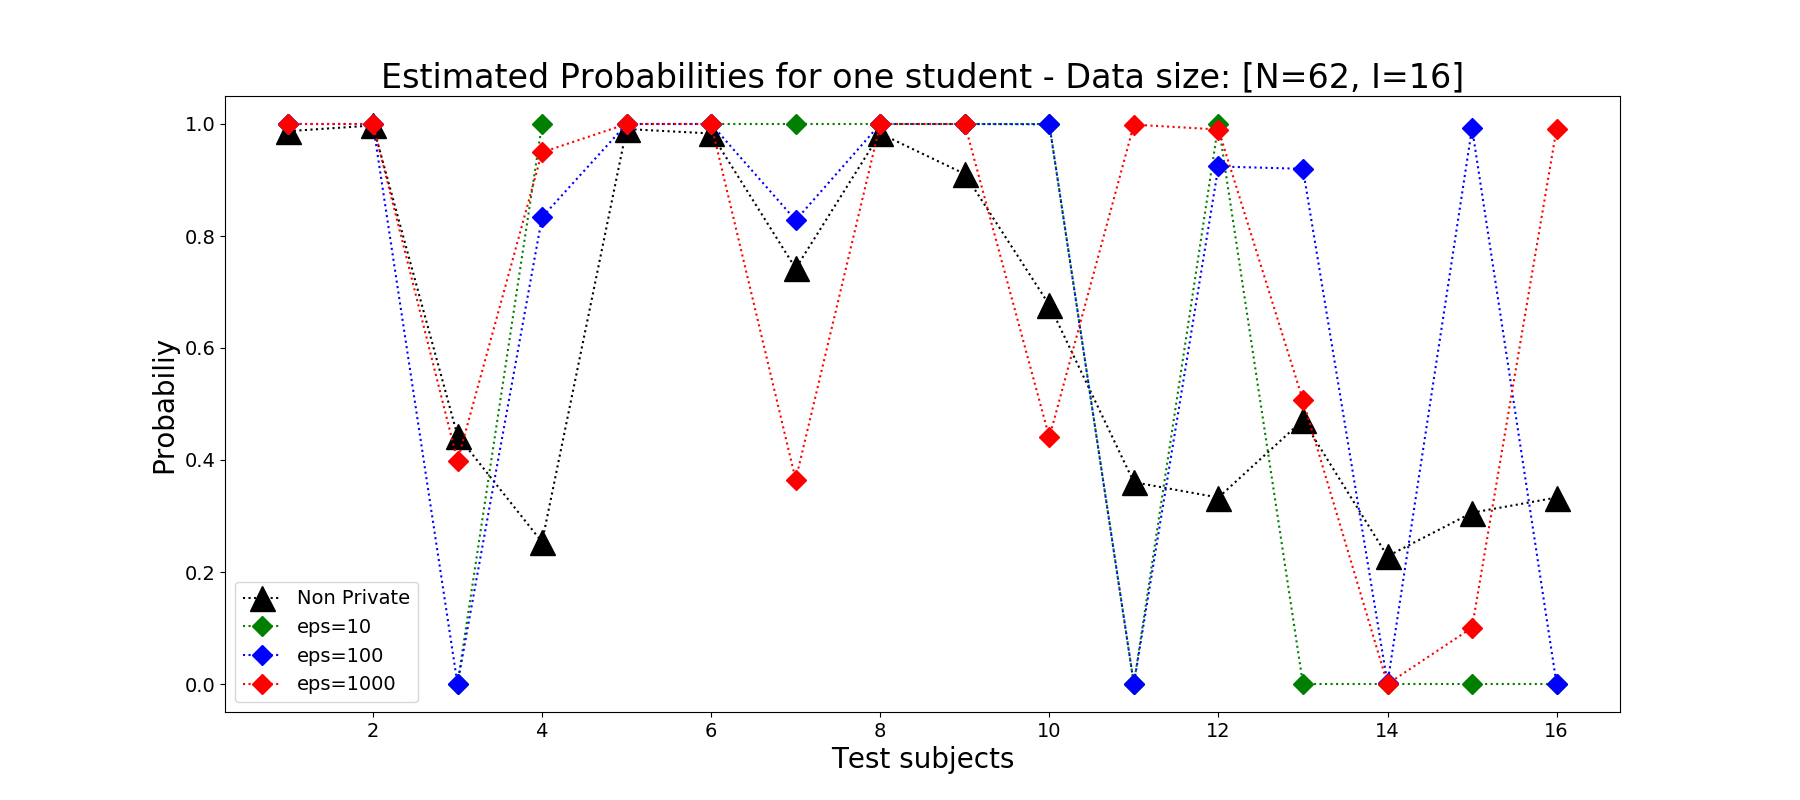 Estimated Probabilities for one student - Data size: [N=62, I=16]
1.0
0.8
0.6
0.4
0.2
0.0
Probabiliy
Non Private
eps=10
eps=100
eps=1000
2 4 6 8 10 12 14 16
Test subjects